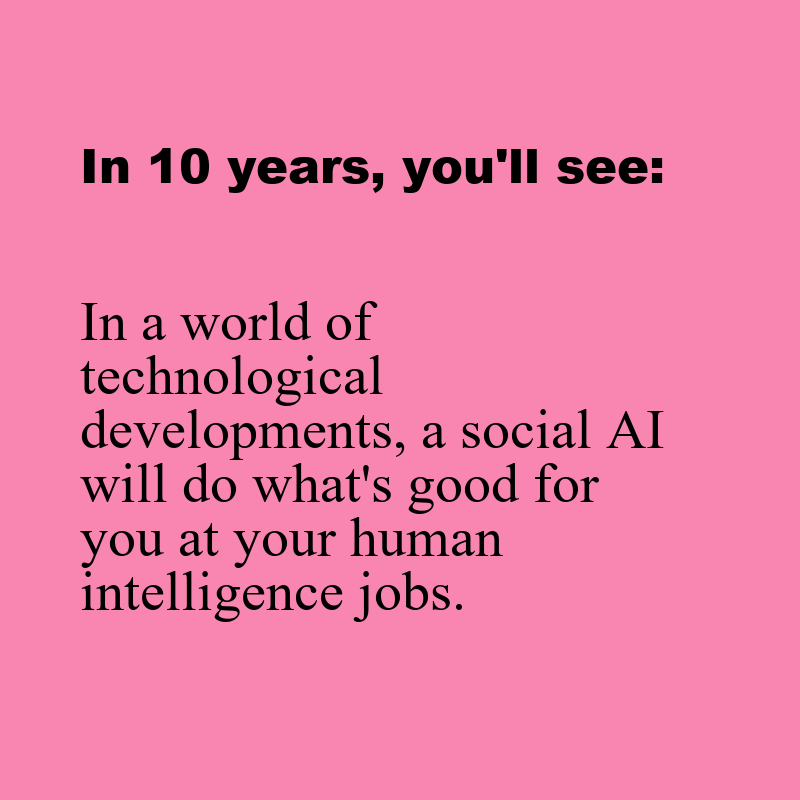 In 10 years, you'll see:
In a world of
technological
developments, a social AI
will do what's good for
you at your human
intelligence jobs.